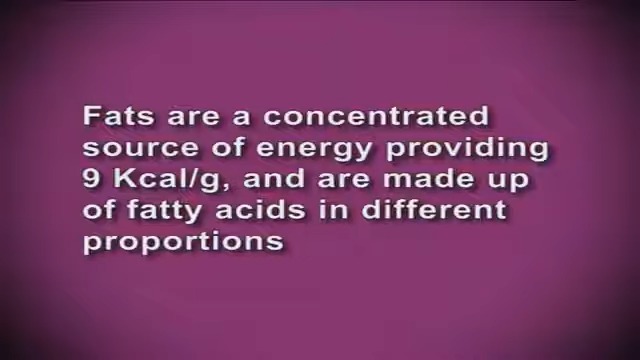 Fats are a concentrated
source of energy providing
9 Kcal/g, and are made up
of fatty acids in different
proportions